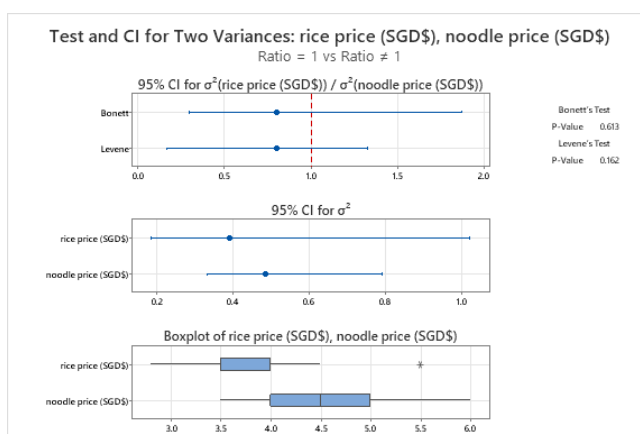 Test and CI for Two Variances: rice price (SGD$), noodle price (SGD$)
Ratio = 1 vs Ratio ≠ 1
95% CI for σ²(rice price (SGD$)) / σ²(noodle price (SGD$))
Bonett
Levene
0.0 0.5 1.0 1.5 2.0
Bonett's Test
P-Value 0.613
Levene's Test
P-Value 0.162
95% CI for σ²
rice price (SGD$)
noodle price (SGD$)
0.2 0.4 0.6 0.8 1.0
Boxplot of rice price (SGD$), noodle price (SGD$)
rice price (SGD$)
noodle price (SGD$)
3.0 3.5 4.0 4.5 5.0 5.5 6.0